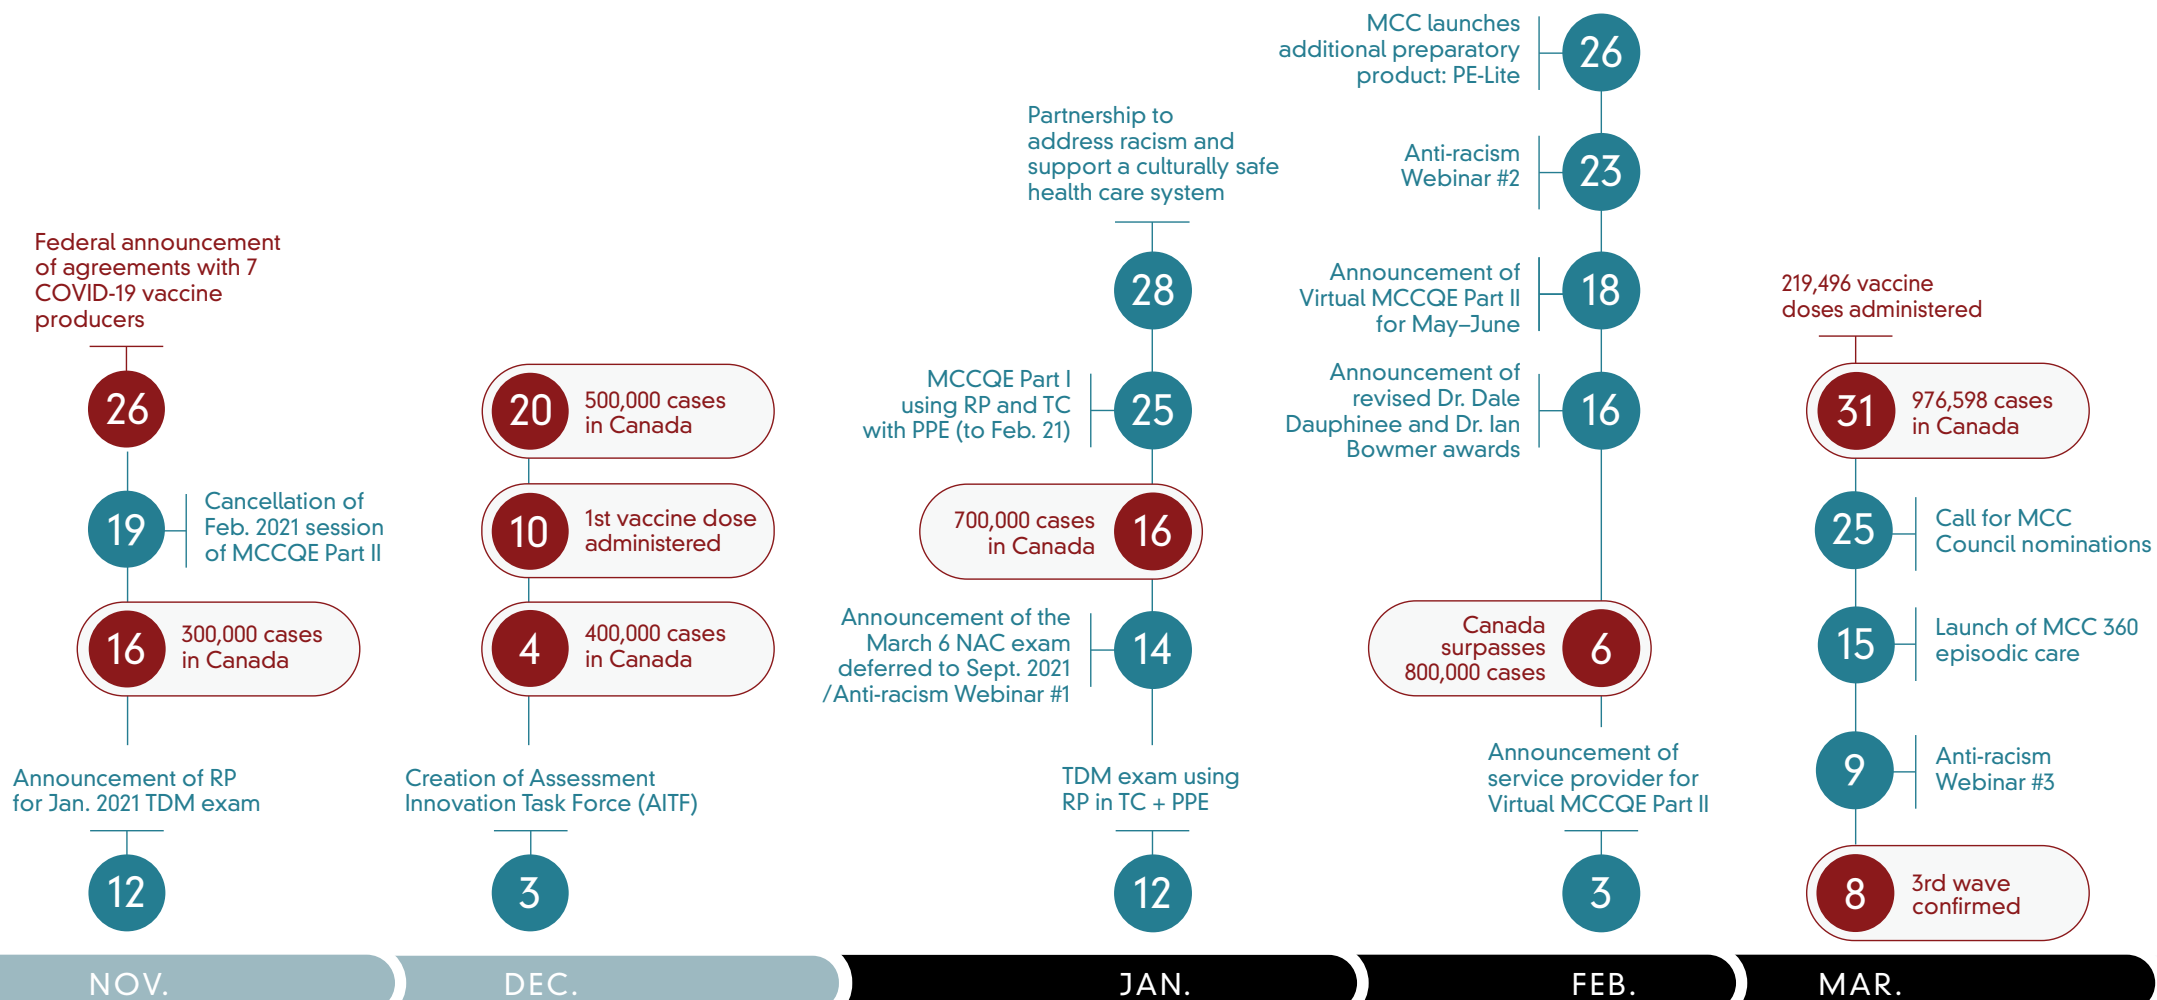 Federal announcement
of agreements with 7
COVID-19 vaccine
producers
26
19
Cancellation of
Feb. 2021 session
of MCCQE Part II
16
300,000 cases
in Canada
Announcement of RP
for Jan. 2021 TDM exam
12
NOV.
20
500,000 cases
in Canada
10
1st vaccine dose
administered
4
400,000 cases
in Canada
Creation of Assessment
Innovation Task Force (AITF)
3
DEC.
Partnership to
address racism and
support a culturally safe
health care system
28
MCCQE Part I
using RP and TC
with PPE (to Feb. 21)
25
700,000 cases
in Canada
16
Announcement of the
March 6 NAC exam
deferred to Sept. 2021
/Anti-racism Webinar #1
14
TDM exam using
RP in TC + PPE
12
JAN.
MCC launches
additional preparatory
product: PE-Lite
26
Anti-racism
Webinar #2
23
Announcement of
Virtual MCCQE Part II
for May–June
18
Announcement of
revised Dr. Dale
Dauphinee and Dr. Ian
Bowmer awards
16
Canada
surpasses
800,000 cases
6
Announcement of
service provider for
Virtual MCCQE Part II
3
FEB.
219,496 vaccine
doses administered
31
976,598 cases
in Canada
25
Call for MCC
Council nominations
15
Launch of MCC 360
episodic care
9
Anti-racism
Webinar #3
8
3rd wave
confirmed
MAR.